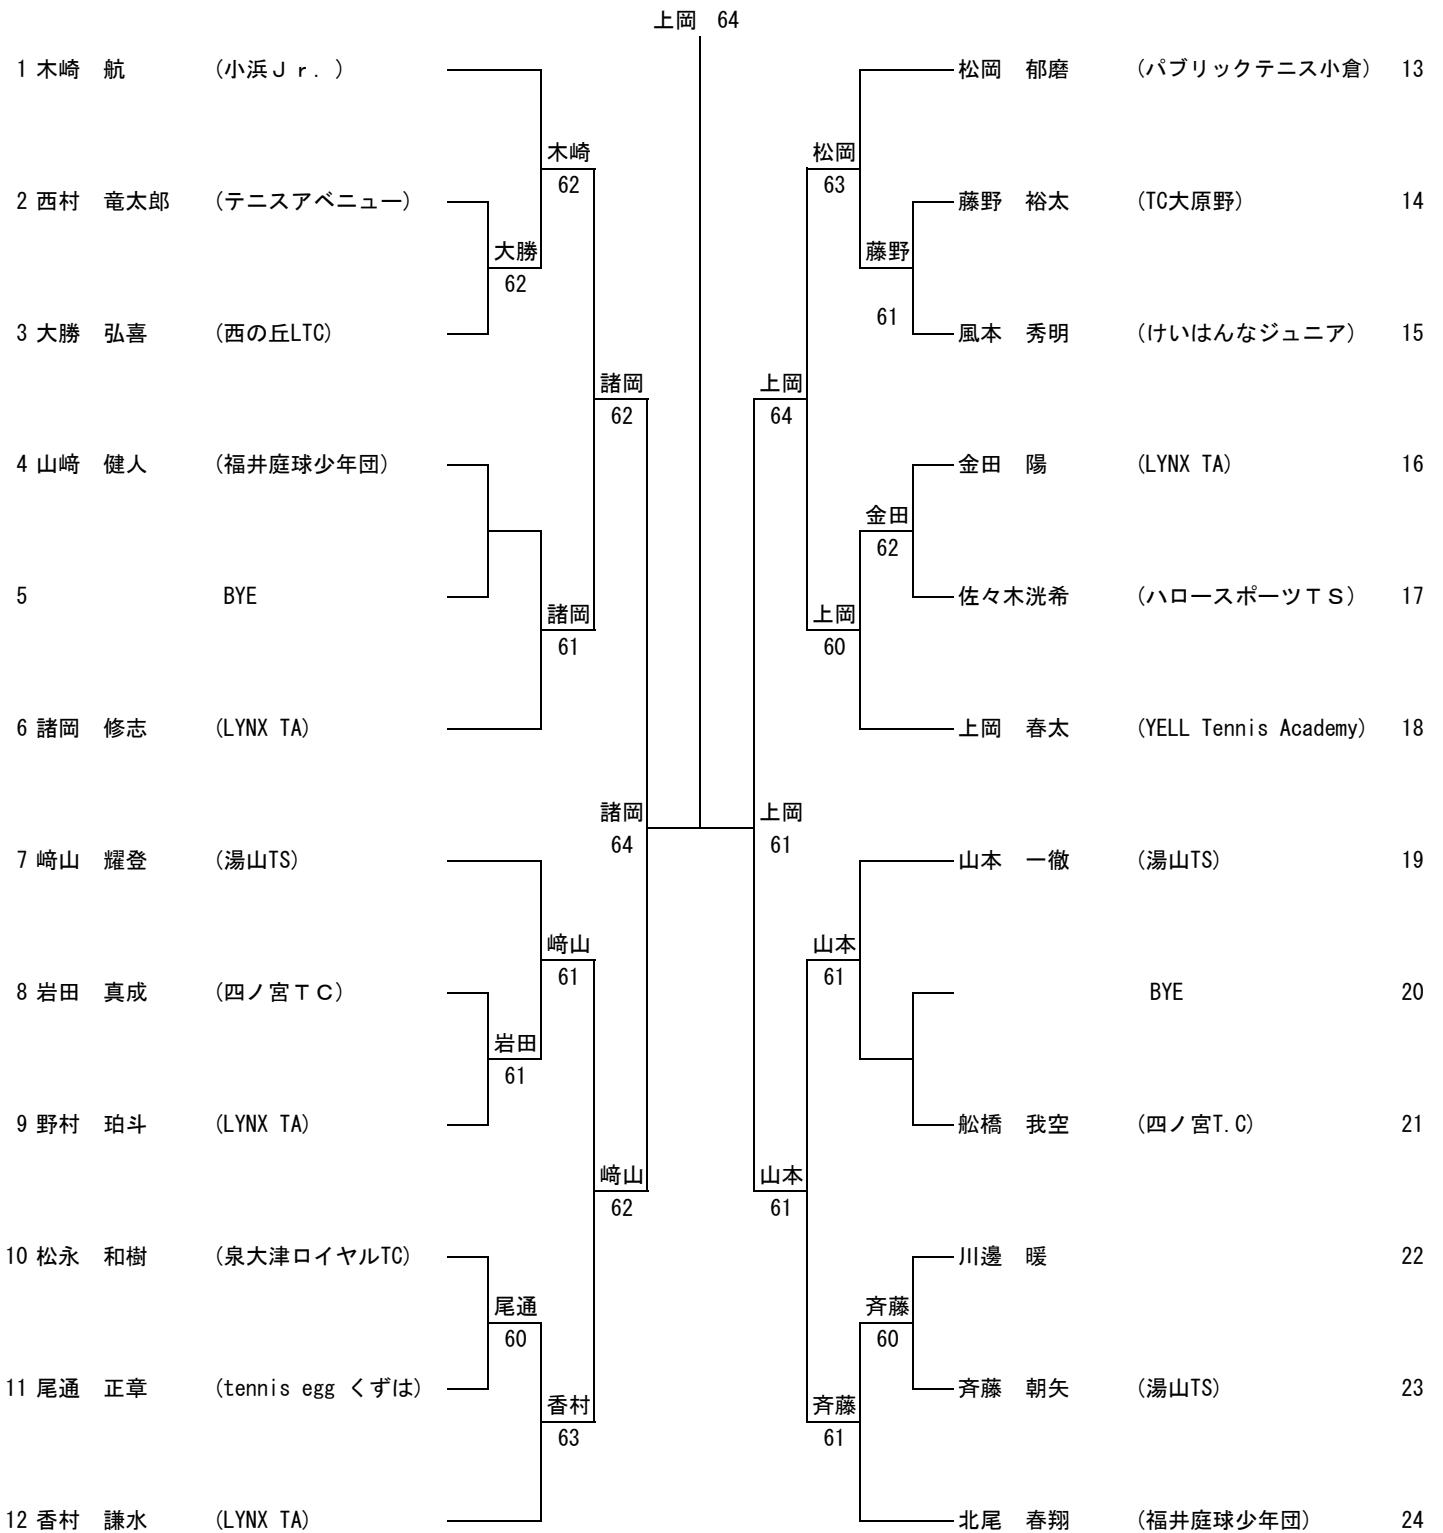 上岡 64
1 木崎 航 (小浜Ｊｒ．) 松岡 郁磨 (パブリックテニス小倉) 13
木崎 松岡
62 63
2 西村 竜太郎 (テニスアベニュー) 藤野 裕太 (TC大原野) 14
大勝 藤野
62
61
3 大勝 弘喜 (西の丘LTC) 風本 秀明 (けいはんなジュニア) 15
諸岡 上岡
62 64
4 山﨑 健人 (福井庭球少年団) 金田 陽 (LYNX TA) 16
金田
62
5 BYE 佐々木洸希 (ハロースポーツＴＳ) 17
諸岡 上岡
61 60
6 諸岡 修志 (LYNX TA) 上岡 春太 (YELL Tennis Academy) 18
諸岡 上岡
64 61
7 﨑山 耀登 (湯山TS) 山本 一徹 (湯山TS) 19
﨑山 山本
61 61
8 岩田 真成 (四ノ宮ＴＣ) BYE 20
岩田
61
9 野村 珀斗 (LYNX TA) 舩橋 我空 (四ノ宮T.C) 21
﨑山 山本
62 61
10 松永 和樹 (泉大津ロイヤルTC) 川邊 暖 22
尾通 斉藤
60 60
11 尾通 正章 (tennis egg くずは) 斉藤 朝矢 (湯山TS) 23
香村 斉藤
63 61
12 香村 謙水 (LYNX TA) 北尾 春翔 (福井庭球少年団) 24